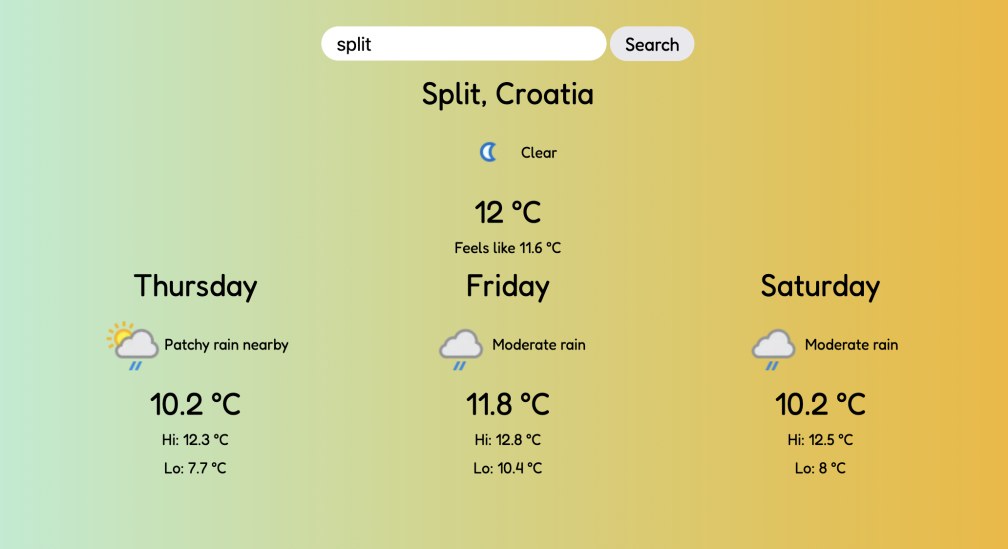 split
Search
Split, Croatia
Clear
12 °C
Feels like 11.6 °C
Thursday
Patchy rain nearby
10.2 °C
Hi: 12.3 °C
Lo: 7.7 °C
Friday
Moderate rain
11.8 °C
Hi: 12.8 °C
Lo: 10.4 °C
Saturday
Moderate rain
10.2 °C
Hi: 12.5 °C
Lo: 8 °C